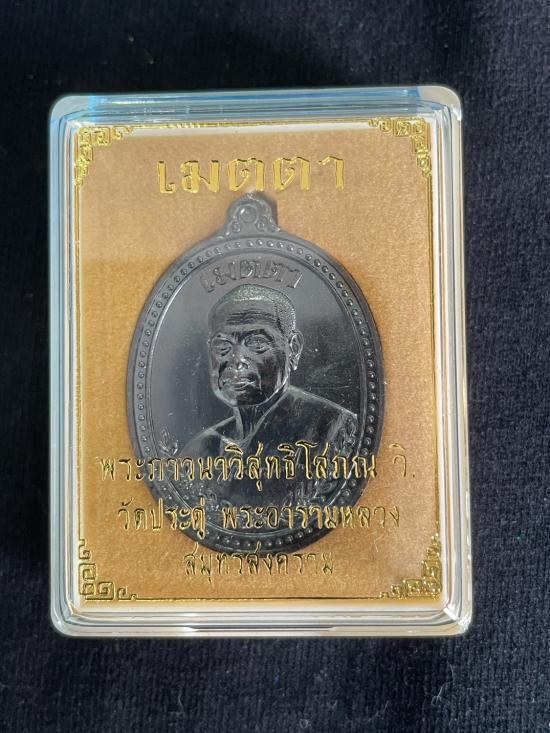 เมตตา
เมตตา
พระภาวนาวิสุทธิโสภณ วิ.
วัดประดู่ พระอารามหลวง
สมุทรสงคราม